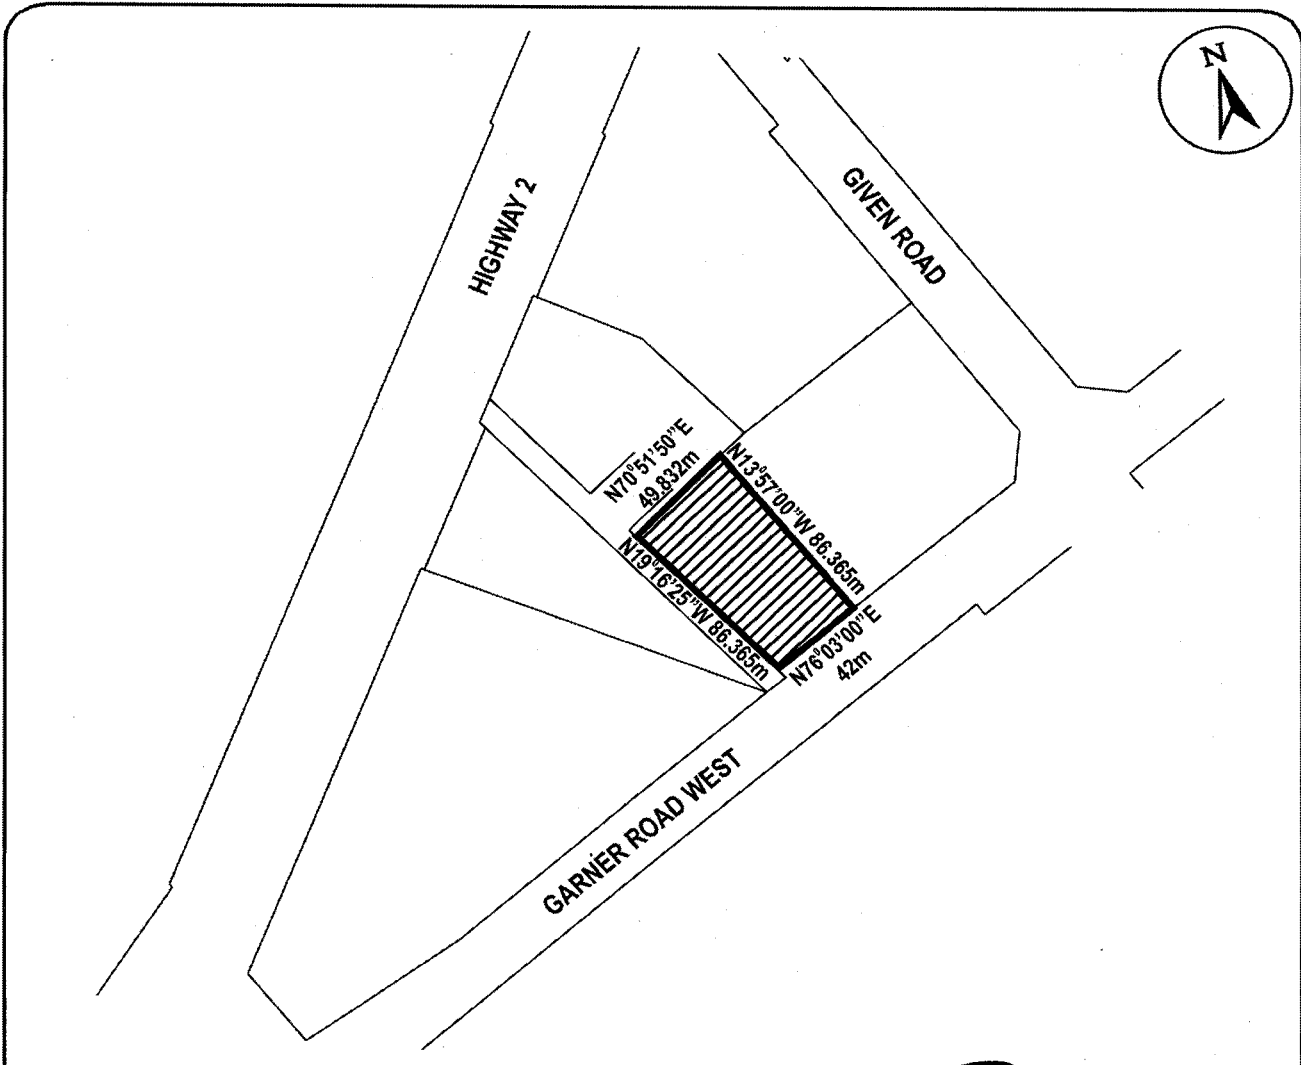 N
HIGHWAY 2
GIVEN ROAD
N70°51'50"E
49.832m
N13°57'00"W 86.365m
N19°16'25"W 86.365m
N76°03'00"E
42m
GARNER ROAD WEST